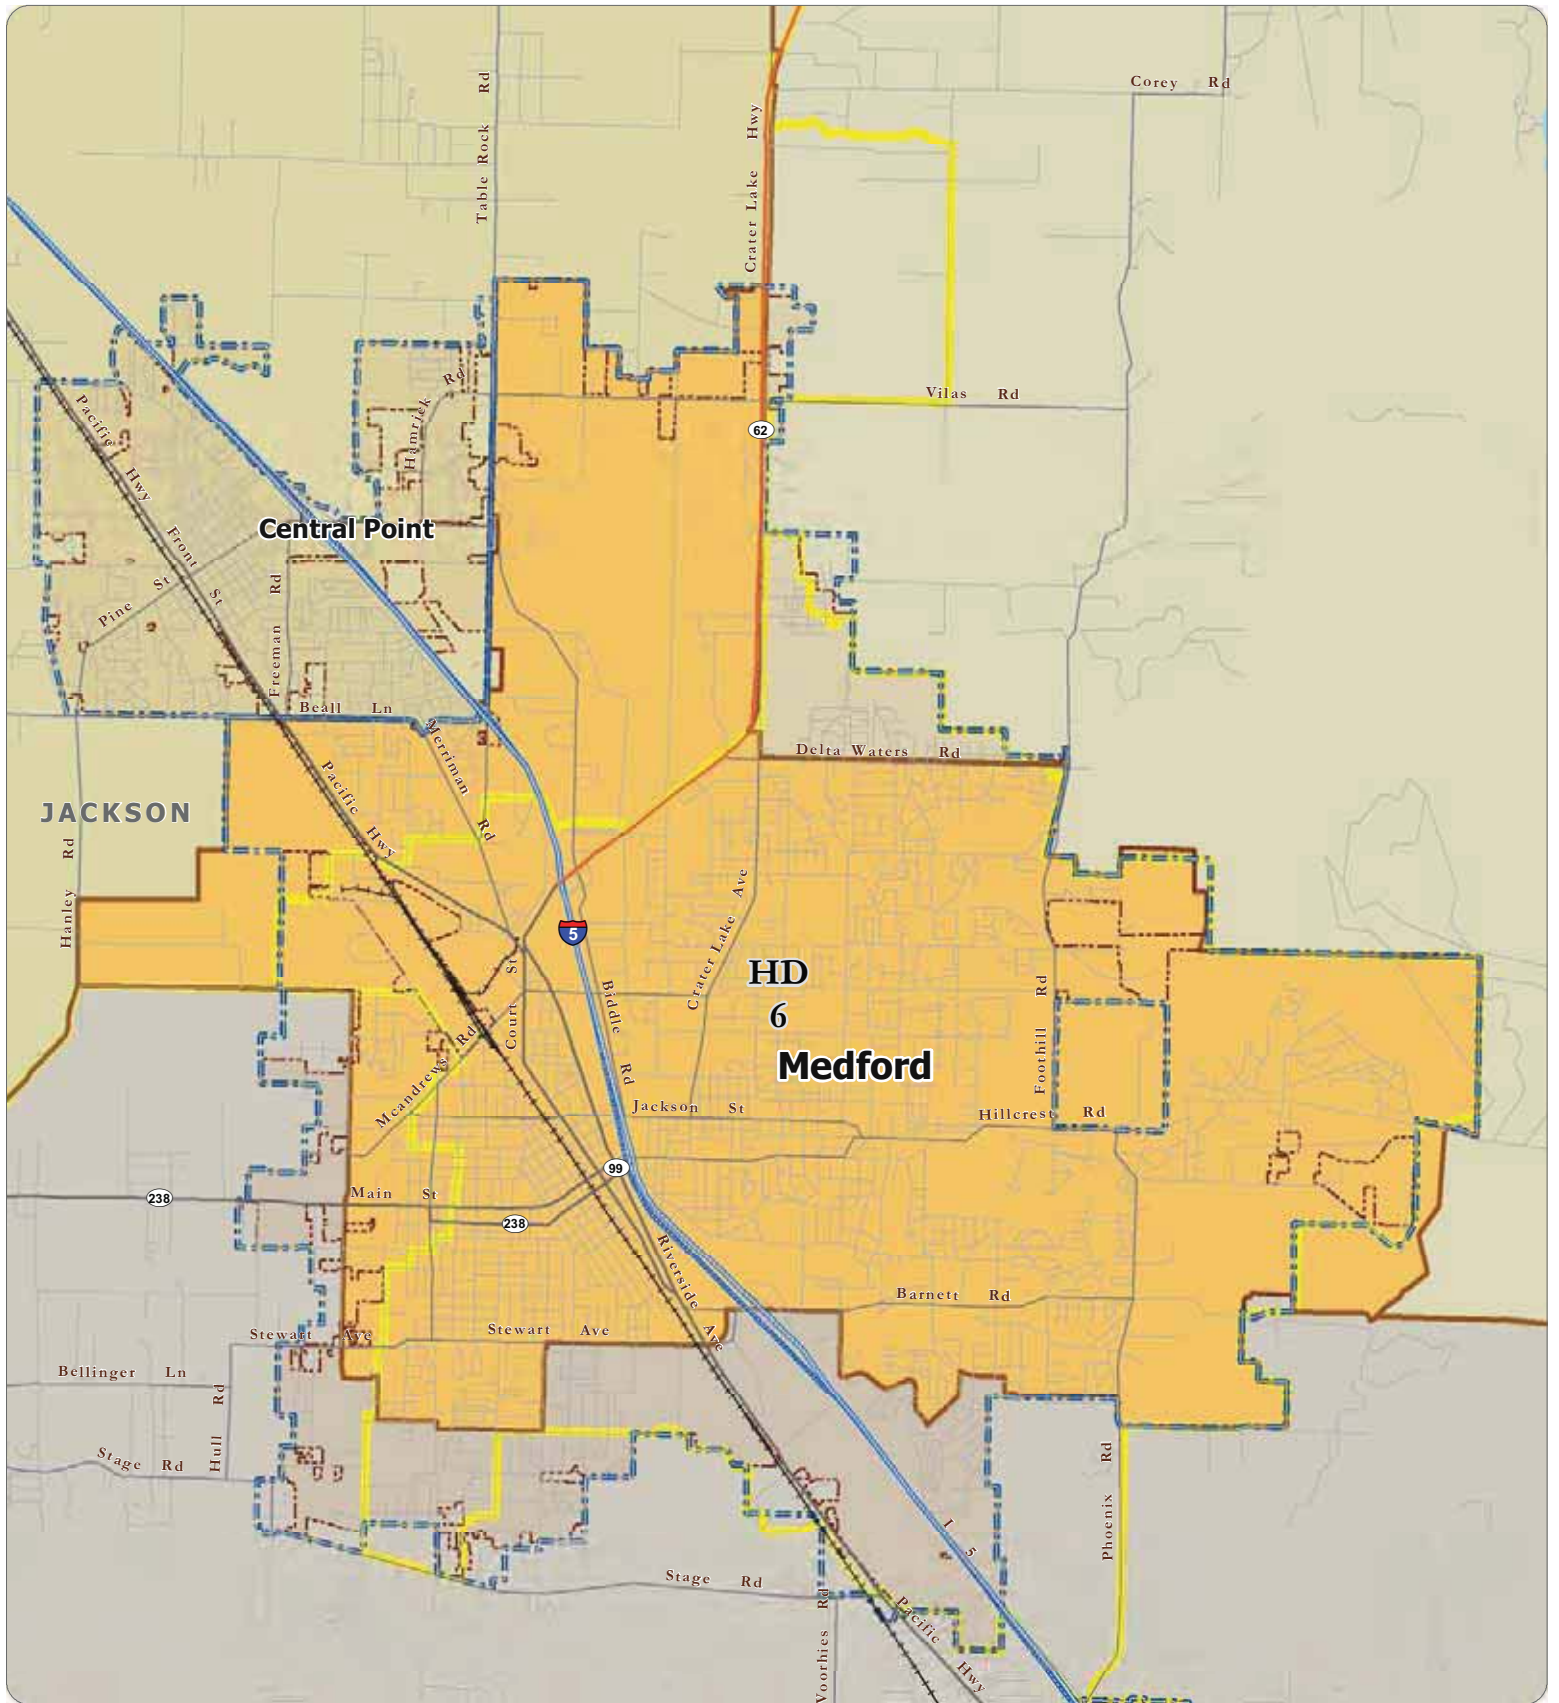 Corey Rd
Table Rock Rd
Crater Lake Hwy
Hamrick Rd
Vilas Rd
Pacific Hwy
62
Central Point
Front St
Pine St
Freeman Rd
Beall Ln
Merriman Rd
Delta Waters Rd
Pacific Hwy
JACKSON
Hanley Rd
Crater Lake Ave
5
HD
6
Medford
Court St
Biddle Rd
Foothill Rd
Mcandrews Rd
Jackson St
Hillcrest Rd
99
Main St
238
238
Riverside Ave
Barnett Rd
Stewart Ave
Stewart Ave
Bellinger Ln
Hull Rd
Stage Rd
Phoenix Rd
I 5
Stage Rd
Voorhies Rd
Pacific Hwy